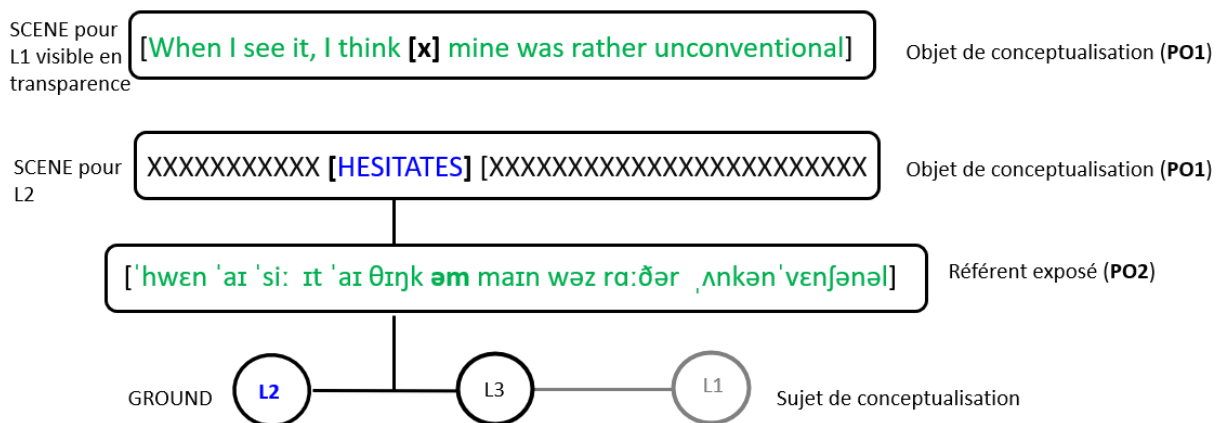 SCENE pour
L1 visible en
transparence
[When I see it, I think [x] mine was rather unconventional]
Objet de conceptualisation (PO1)
SCENE pour
L2
XXXXXXXXXXX [HESITATES] [XXXXXXXXXXXXXXXXXXXXXXXX
Objet de conceptualisation (PO1)
[ˈhwɛn ˈaɪ ˈsiː ɪt ˈaɪ θɪŋk əm maɪn wəz rɑːðər ˌʌnkənˈvɛnʃənəl]
Référent exposé (PO2)
GROUND
L2
L3
L1
Sujet de conceptualisation